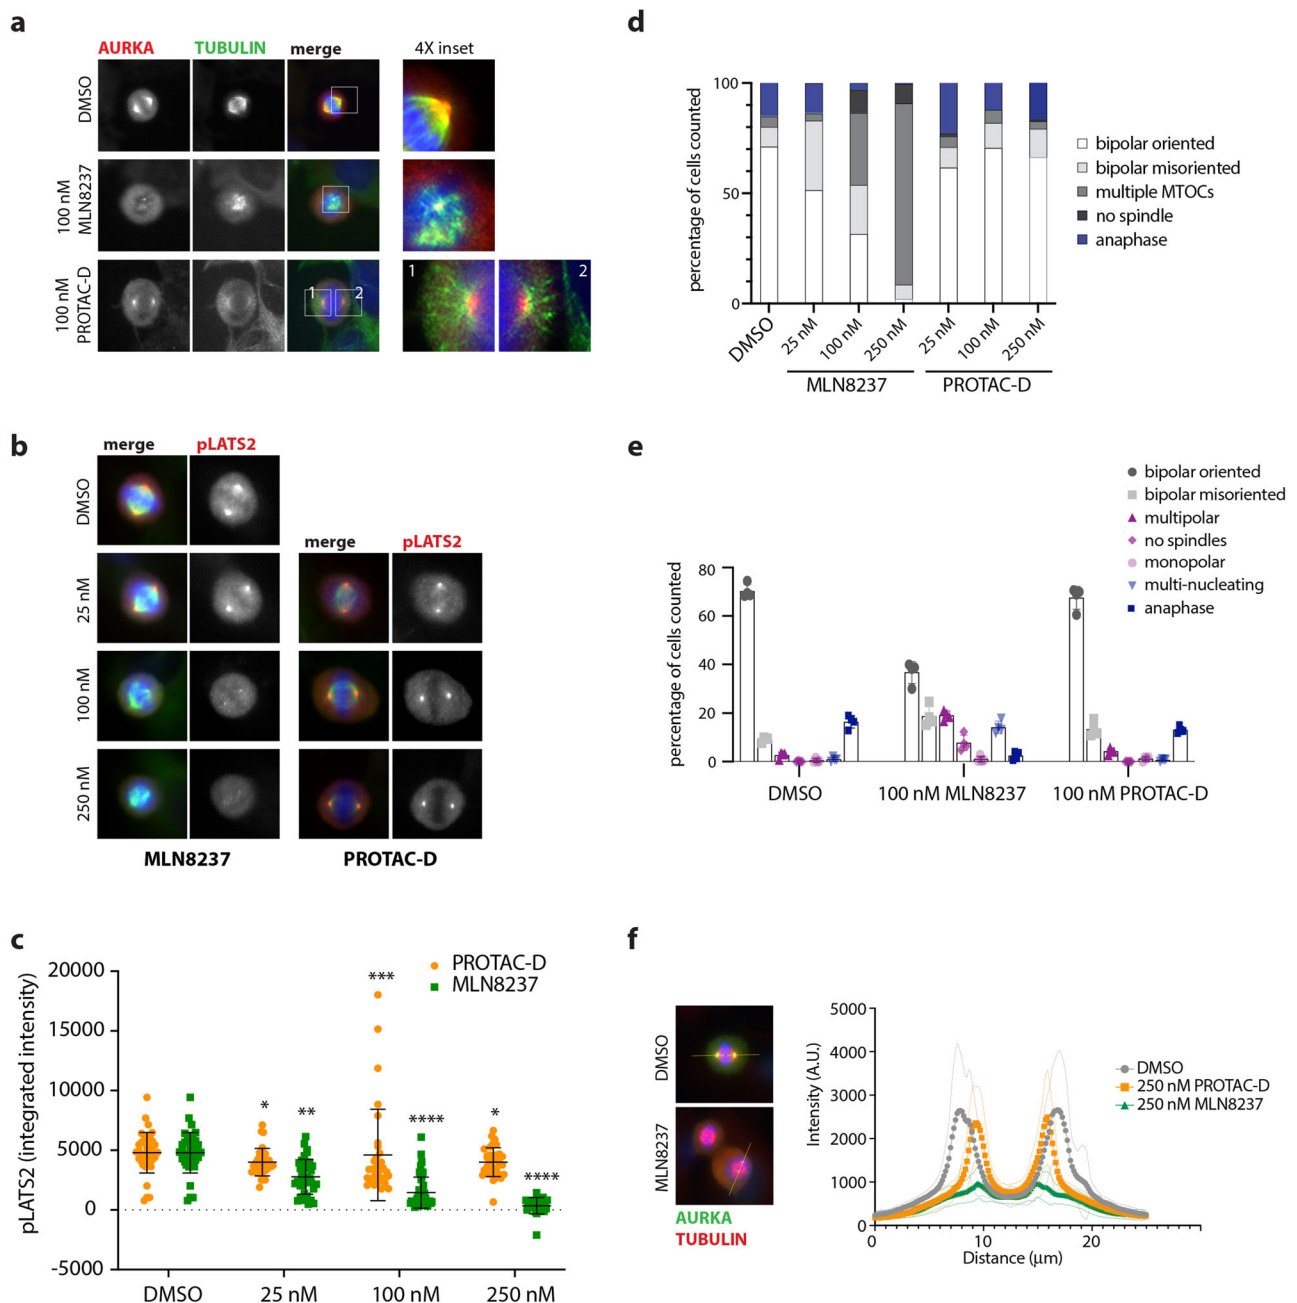 a
AURKA TUBULIN merge 4X inset
DMSO
100 nM
MLN8237
100 nM
PROTAC-D
1 2
1 2
b
merge pLATS2
DMSO
merge pLATS2
25 nM
100 nM
250 nM
MLN8237 PROTAC-D
c
pLATS2 (integrated intensity)
20000
15000
10000
5000
0
-5000
PROTAC-D
MLN8237
* ** *** **** * ****
DMSO 25 nM 100 nM 250 nM
d
percentage of cells counted
100
50
0
DMSO 25 nM 100 nM 250 nM 25 nM 100 nM 250 nM
MLN8237 PROTAC-D
bipolar oriented
bipolar misoriented
multiple MTOCs
no spindle
anaphase
e
bipolar oriented
bipolar misoriented
multipolar
no spindles
monopolar
multi-nucleating
anaphase
percentage of cells counted
80
60
40
20
0
DMSO 100 nM MLN8237 100 nM PROTAC-D
f
DMSO
MLN8237
AURKA
TUBULIN
Intensity (A.U.)
5000
4000
3000
2000
1000
0
0 10 20
Distance (μm)
DMSO
250 nM PROTAC-D
250 nM MLN8237